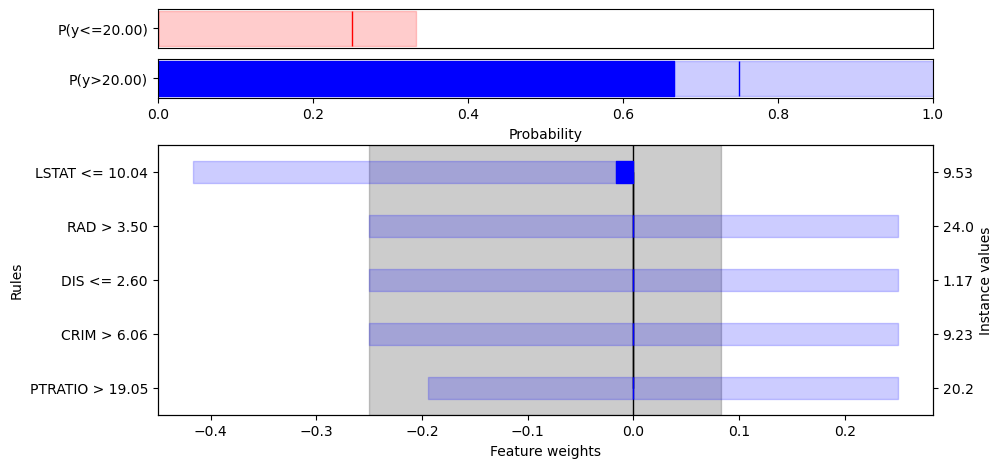 P(y<=20.00)
P(y>20.00)
0.0 0.2 0.4 0.6 0.8 1.0
Probability
LSTAT <= 10.04 9.53
RAD > 3.50 24.0
DIS <= 2.60 1.17
CRIM > 6.06 9.23
PTRATIO > 19.05 20.2
Rules
Instance values
−0.4 −0.3 −0.2 −0.1 0.0 0.1 0.2
Feature weights